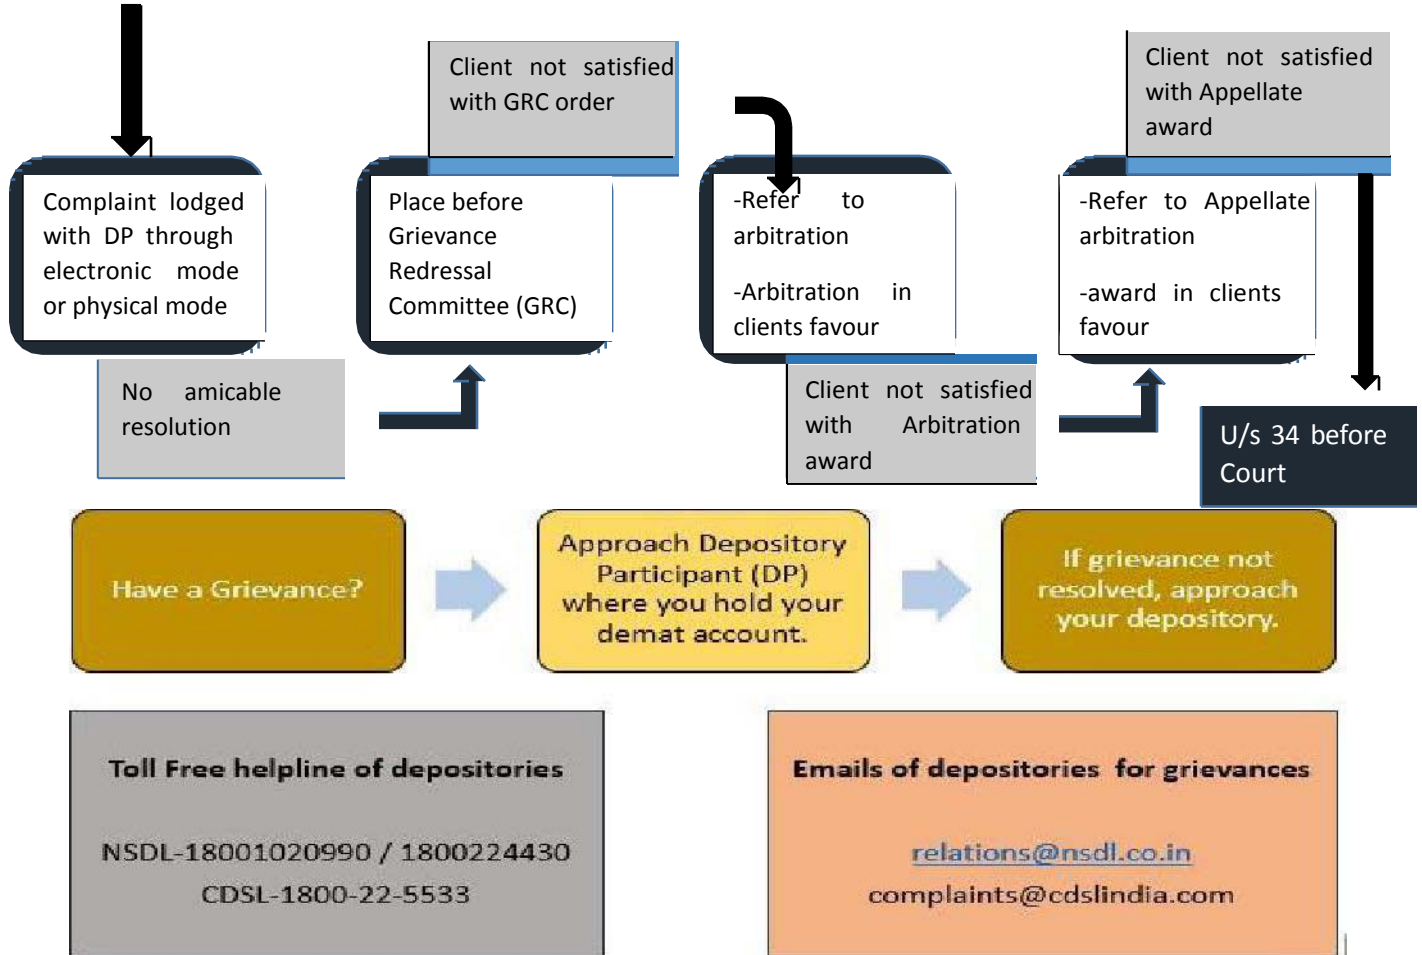 Complaint lodged
with DP through
electronic mode
or physical mode
No amicable
resolution
Place before
Grievance
Redressal
Committee (GRC)
Client not satisfied
with GRC order
-Refer to
arbitration
-Arbitration in
clients favour
Client not satisfied
with Arbitration
award
-Refer to Appellate
arbitration
-award in clients
favour
Client not satisfied
with Appellate
award
U/s 34 before
Court
Have a Grievance?
Approach Depository
Participant (DP)
where you hold your
demat account.
If grievance not
resolved, approach
your depository.
Toll Free helpline of depositories
NSDL-18001020990 / 1800224430
CDSL-1800-22-5533
Emails of depositories for grievances
relations@nsdl.co.in
complaints@cdslindia.com